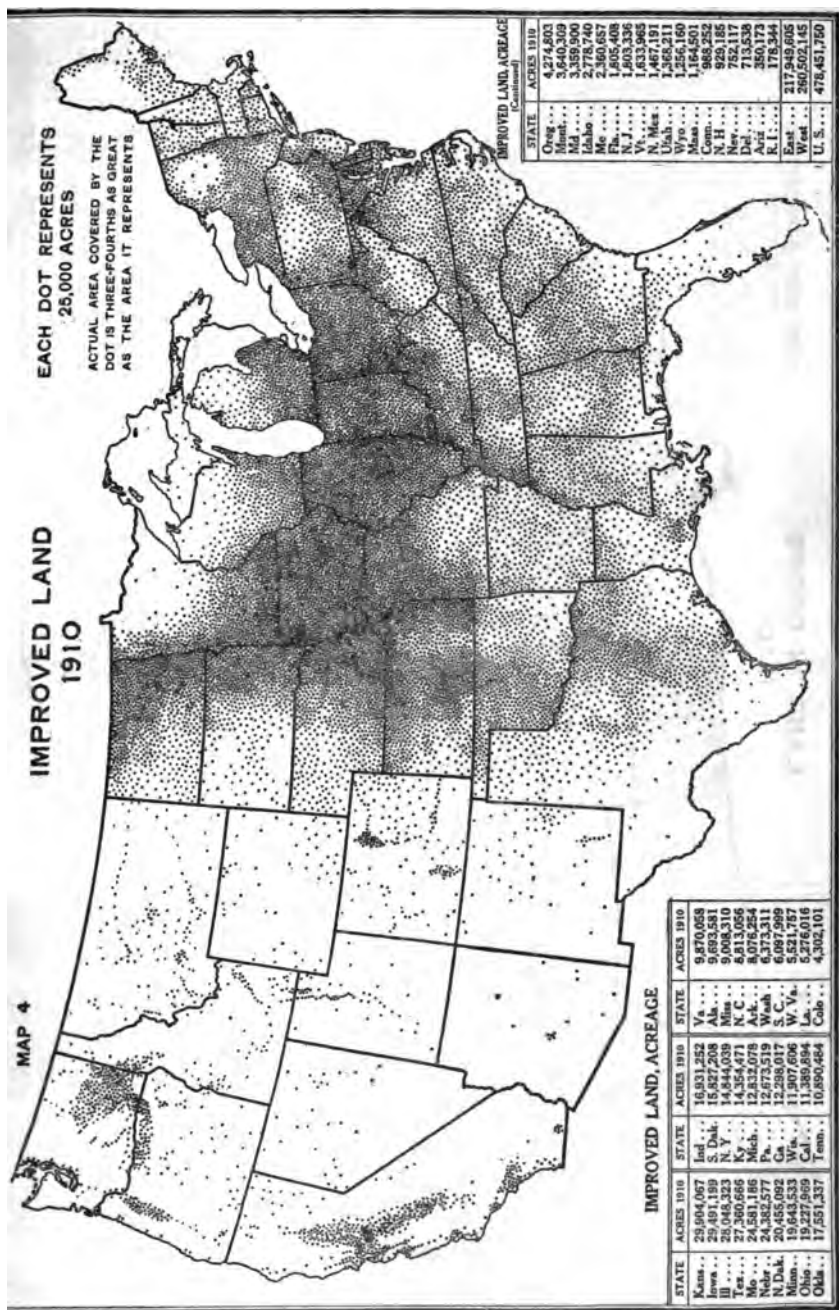 MAP 4
IMPROVED LAND
1910
EACH DOT REPRESENTS
25,000 ACRES
ACTUAL AREA COVERED BY THE
DOT IS THREE-FOURTHS AS GREAT
AS THE AREA IT REPRESENTS
IMPROVED LAND, ACREAGE
STATE ACRES 1910 STATE ACRES 1910 STATE ACRES 1910
Kans.. 29,904,067 Ind... 16,931,252 Va... 9,870,058
Iowa.. 29,491,199 S. Dak. 15,827,208 Ala... 9,693,581
Ill.... 28,048,323 N. Y.. 14,844,039 Miss.. 9,008,310
Tex... 27,360,666 Ky... 14,354,471 N. C.. 8,813,056
Mo... 24,581,186 Mich.. 12,832,078 Ark.. 8,076,254
Nebr.. 24,382,577 Pa... 12,673,519 Wash. 6,373,311
N. Dak. 20,455,092 Ga... 12,298,017 S. C.. 6,097,999
Minn.. 19,643,533 Wis... 11,907,606 W. Va. 5,521,757
Ohio.. 19,227,969 Cal... 11,389,894 La... 5,276,016
Okla.. 17,551,337 Tenn.. 10,890,484 Colo.. 4,302,101
IMPROVED LAND, ACREAGE
(Continued)
STATE ACRES 1910
Oreg... 4,274,803
Mont... 3,640,309
Md.... 3,354,900
Idaho.. 2,778,740
Me.... 2,360,657
Fla.... 1,805,408
N. J.... 1,803,336
Vt..... 1,633,965
N. Mex. 1,467,191
Utah... 1,368,211
Wyo... 1,256,160
Mass... 1,164,501
Conn... 988,252
N. H... 929,185
Nev.... 752,117
Del.... 713,538
Ariz... 350,173
R. I.... 178,344
East... 217,949,605
West... 260,502,145
U. S... 478,451,750